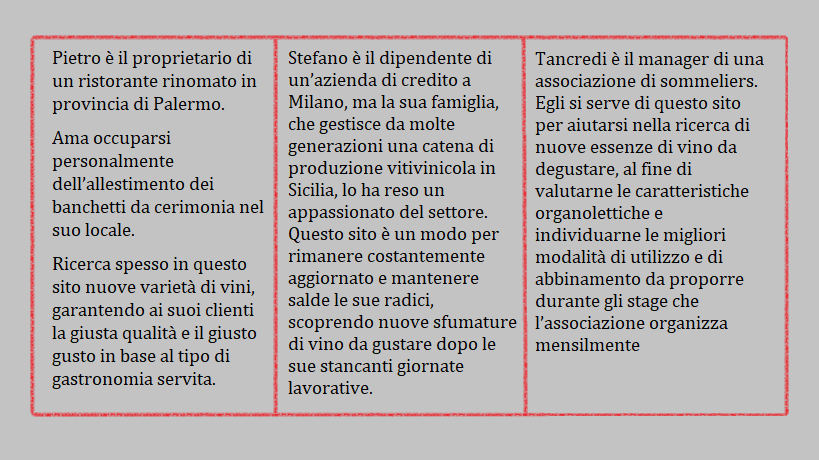 Pietro è il proprietario di
un ristorante rinomato in
provincia di Palermo.
Ama occuparsi
personalmente
dell'allestimento dei
banchetti da cerimonia nel
suo locale.
Ricerca spesso in questo
sito nuove varietà di vini,
garantendo ai suoi clienti
la giusta qualità e il giusto
gusto in base al tipo di
gastronomia servita.
Stefano è il dipendente di
un'azienda di credito a
Milano, ma la sua famiglia,
che gestisce da molte
generazioni una catena di
produzione vitivinicola in
Sicilia, lo ha reso un
appassionato del settore.
Questo sito è un modo per
rimanere costantemente
aggiornato e mantenere
salde le sue radici,
scoprendo nuove sfumature
di vino da gustare dopo le
sue stancanti giornate
lavorative.
Tancredi è il manager di una
associazione di sommeliers.
Egli si serve di questo sito
per aiutarsi nella ricerca di
nuove essenze di vino da
degustare, al fine di
valutarne le caratteristiche
organolettiche e
individuarne le migliori
modalità di utilizzo e di
abbinamento da proporre
durante gli stage che
l'associazione organizza
mensilmente